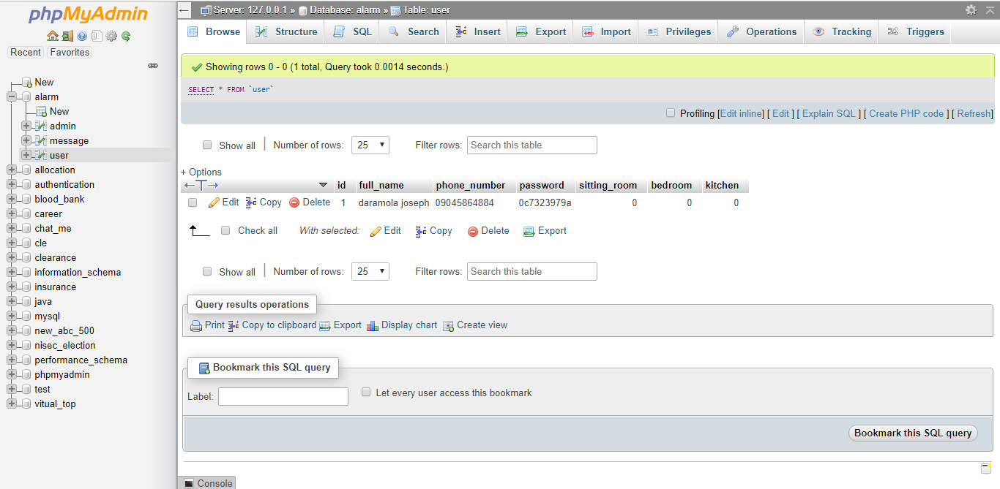 phpMyAdmin
Recent Favorites
New
alarm
New
admin
message
user
allocation
authentication
blood_bank
career
chat_me
cle
clearance
information_schema
insurance
java
mysql
new_abc_500
nisec_election
performance_schema
phpmyadmin
test
vitual_top
Server: 127.0.0.1 » Database: alarm » Table: user
Browse Structure SQL Search Insert Export Import Privileges Operations Tracking Triggers
Showing rows 0 - 0 (1 total, Query took 0.0014 seconds.)
SELECT * FROM `user`
Profiling [Edit inline] [ Edit ] [ Explain SQL ] [ Create PHP code ] [ Refresh]
Show all | Number of rows: 25 Filter rows: Search this table
+ Options
id full_name phone_number password sitting_room bedroom kitchen
Edit Copy Delete 1 daramola joseph 09045864884 0c7323979a 0 0 0
Check all With selected: Edit Copy Delete Export
Show all | Number of rows: 25 Filter rows: Search this table
Query results operations
Print Copy to clipboard Export Display chart Create view
Bookmark this SQL query
Label: Let every user access this bookmark
Bookmark this SQL query
Console